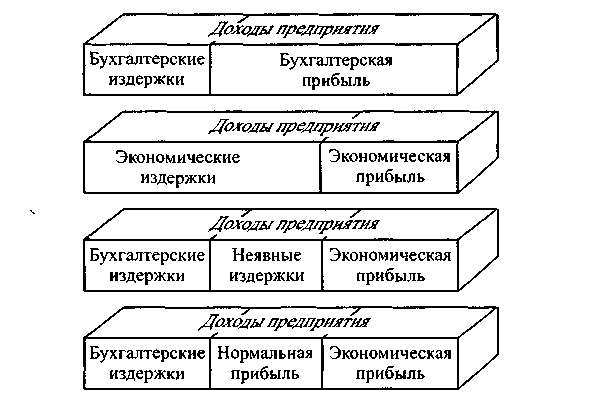 Доходы предприятия
Бухгалтерские издержки
Бухгалтерская прибыль
Доходы предприятия
Экономические издержки
Экономическая прибыль
Доходы предприятия
Бухгалтерские издержки
Неявные издержки
Экономическая прибыль
Доходы предприятия
Бухгалтерские издержки
Нормальная прибыль
Экономическая прибыль